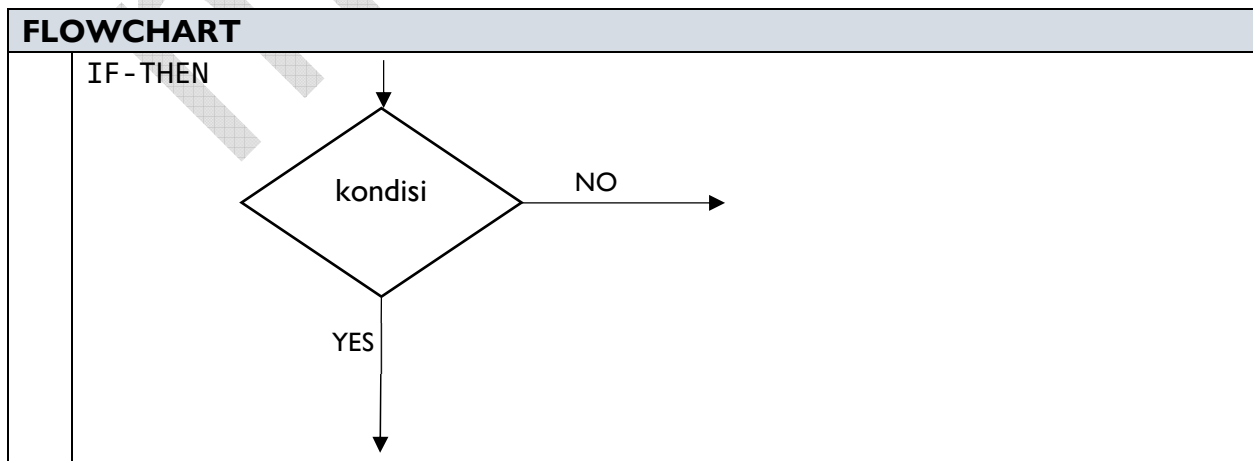 FLOWCHART
IF-THEN
kondisi
NO
YES